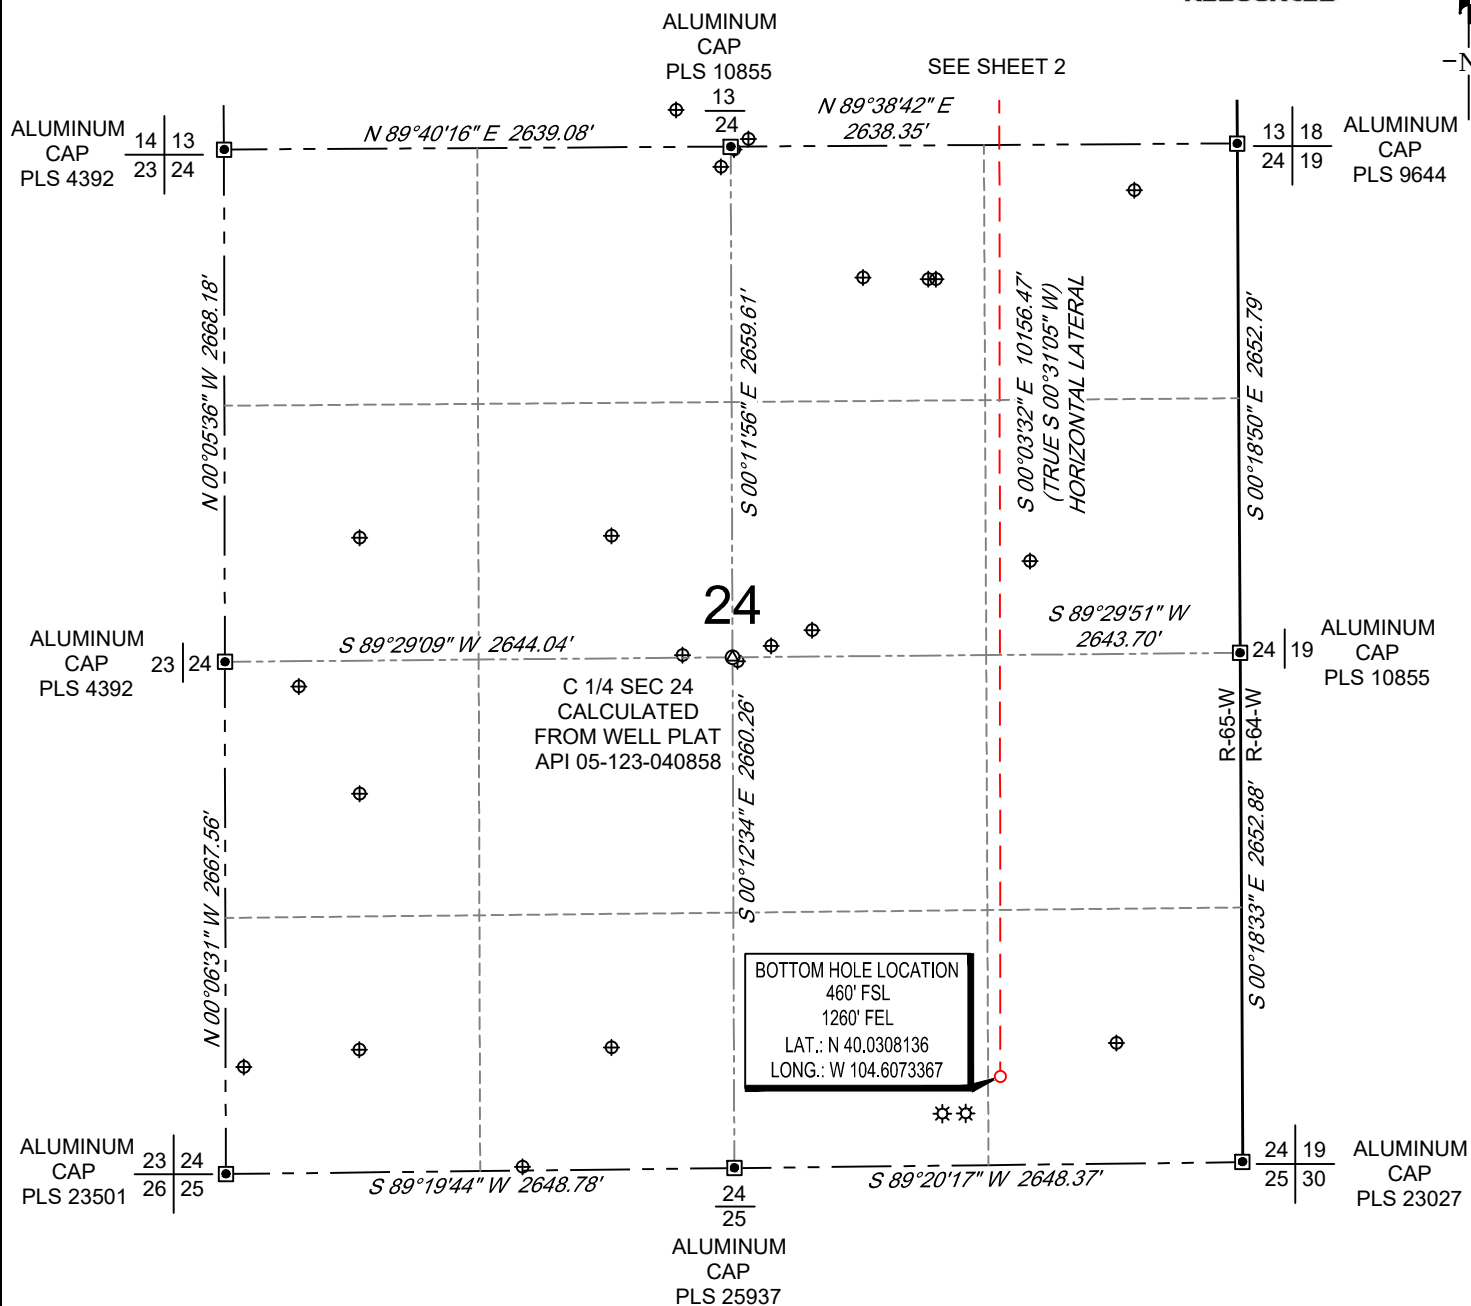 ALUMINUM
CAP
PLS 10855
13
24
SEE SHEET 2
N
ALUMINUM
CAP
PLS 4392
14 13
23 24
N 89°40'16" E 2639.08'
N 89°38'42" E
2638.35'
13 18
24 19
ALUMINUM
CAP
PLS 9644
N 00°05'36" W 2668.18'
S 00°11'56" E 2659.61'
S 00°03'32" E 10156.47'
(TRUE S 00°31'05" W)
HORIZONTAL LATERAL
S 00°18'50" E 2652.79'
24
ALUMINUM
CAP
PLS 4392
23 24
S 89°29'09" W 2644.04'
S 89°29'51" W
2643.70'
24 19
ALUMINUM
CAP
PLS 10855
C 1/4 SEC 24
CALCULATED
FROM WELL PLAT
API 05-123-040858
R-65-W
R-64-W
N 00°06'31" W 2667.56'
S 00°12'34" E 2660.26'
S 00°18'33" E 2652.88'
BOTTOM HOLE LOCATION
460' FSL
1260' FEL
LAT.: N 40.0308136
LONG.: W 104.6073367
ALUMINUM
CAP
PLS 23501
23 24
26 25
S 89°19'44" W 2648.78'
S 89°20'17" W 2648.37'
24 19
25 30
ALUMINUM
CAP
PLS 23027
24
25
ALUMINUM
CAP
PLS 25937